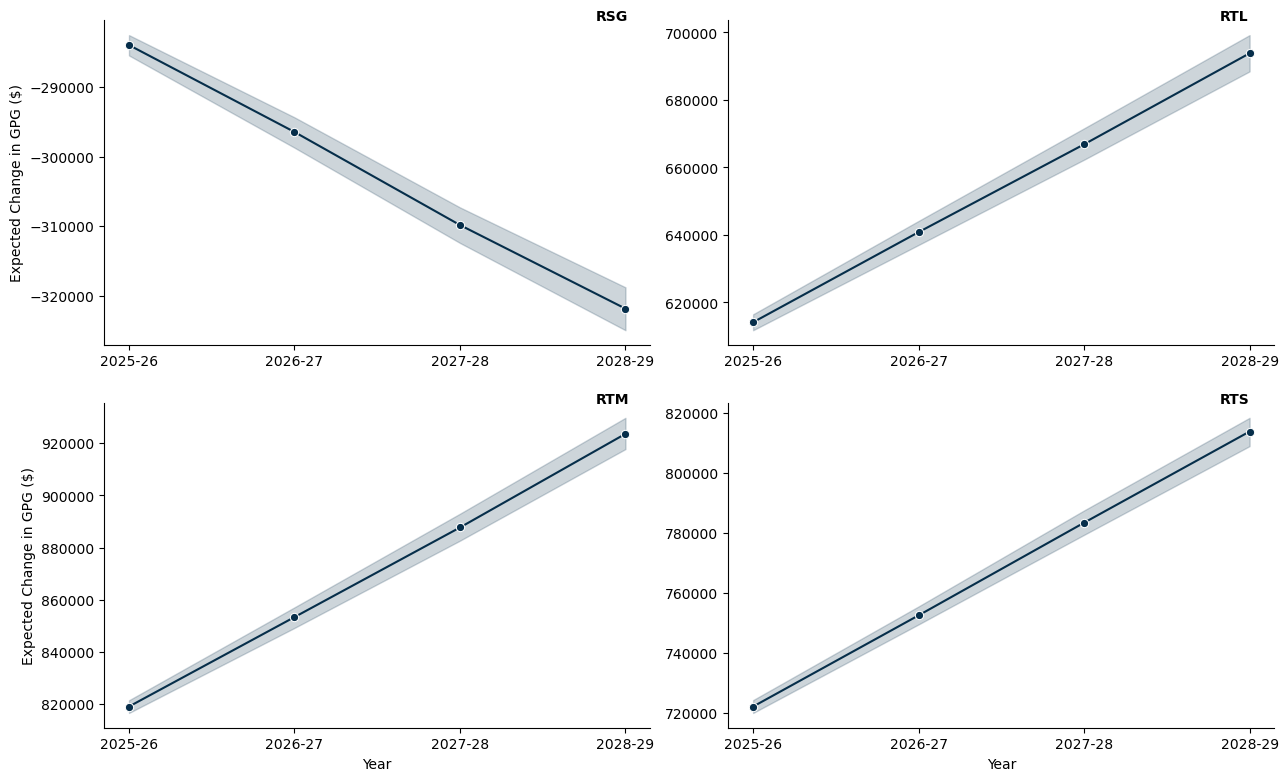 RSG
Expected Change in GPG ($)
−290000
−300000
−310000
−320000
2025-26 2026-27 2027-28 2028-29
RTL
700000
680000
660000
640000
620000
2025-26 2026-27 2027-28 2028-29
RTM
Expected Change in GPG ($)
920000
900000
880000
860000
840000
820000
2025-26 2026-27 2027-28 2028-29
Year
RTS
820000
800000
780000
760000
740000
720000
2025-26 2026-27 2027-28 2028-29
Year